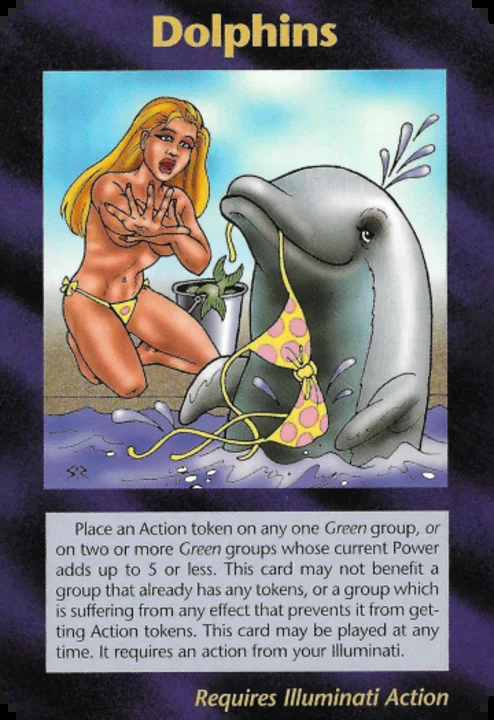 Dolphins
SR
Place an Action token on any one Green group, or
on two or more Green groups whose current Power
adds up to 5 or less. This card may not benefit a
group that already has any tokens, or a group which
is suffering from any effect that prevents it from get-
ting Action tokens. This card may be played at any
time. It requires an action from your Illuminati.
Requires Illuminati Action